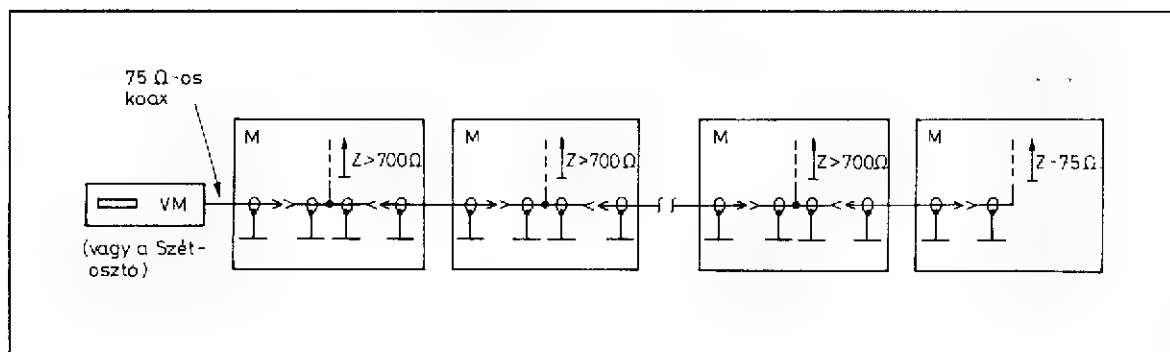 75 Ω-os
koax
M
Z>700Ω
M
Z>700Ω
M
Z>700Ω
M
Z-75Ω
VM
(vagy a Szét-
osztó)